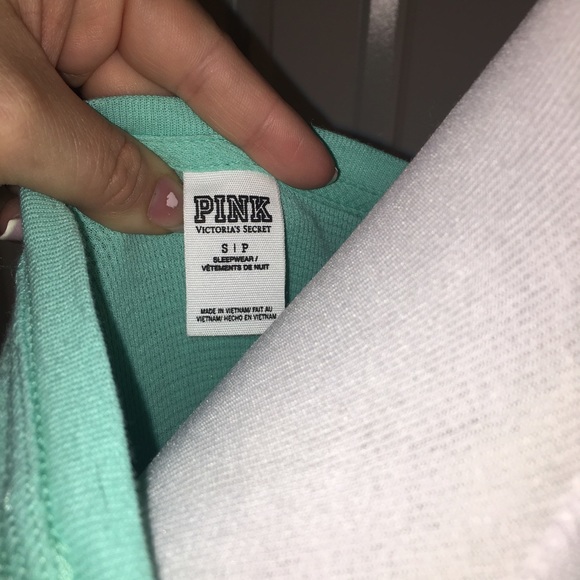 PINK
VICTORIA'S SECRET
S | P
SLEEPWEAR/
VÊTEMENTS DE NUIT
MADE IN VIETNAM/ FAIT AU
VIETNAM/ HECHO EN VIETNAM